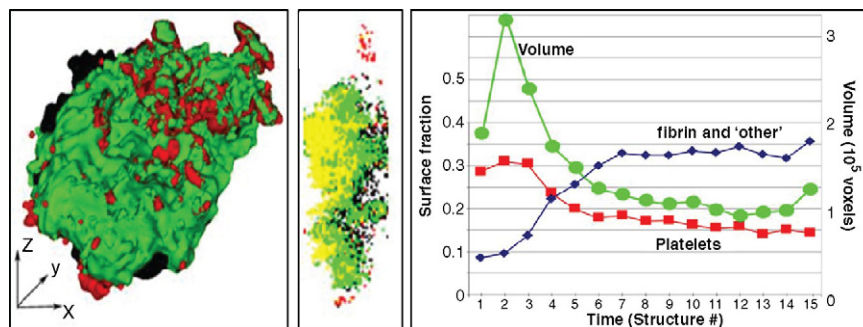 Z
y
X
Surface fraction
0.5
0.4
0.3
0.2
0.1
0
Volume
fibrin and ‘other’
Platelets
3
2
1
0
Volume (10⁵ voxels)
1 2 3 4 5 6 7 8 9 10 11 12 13 14 15
Time (Structure #)